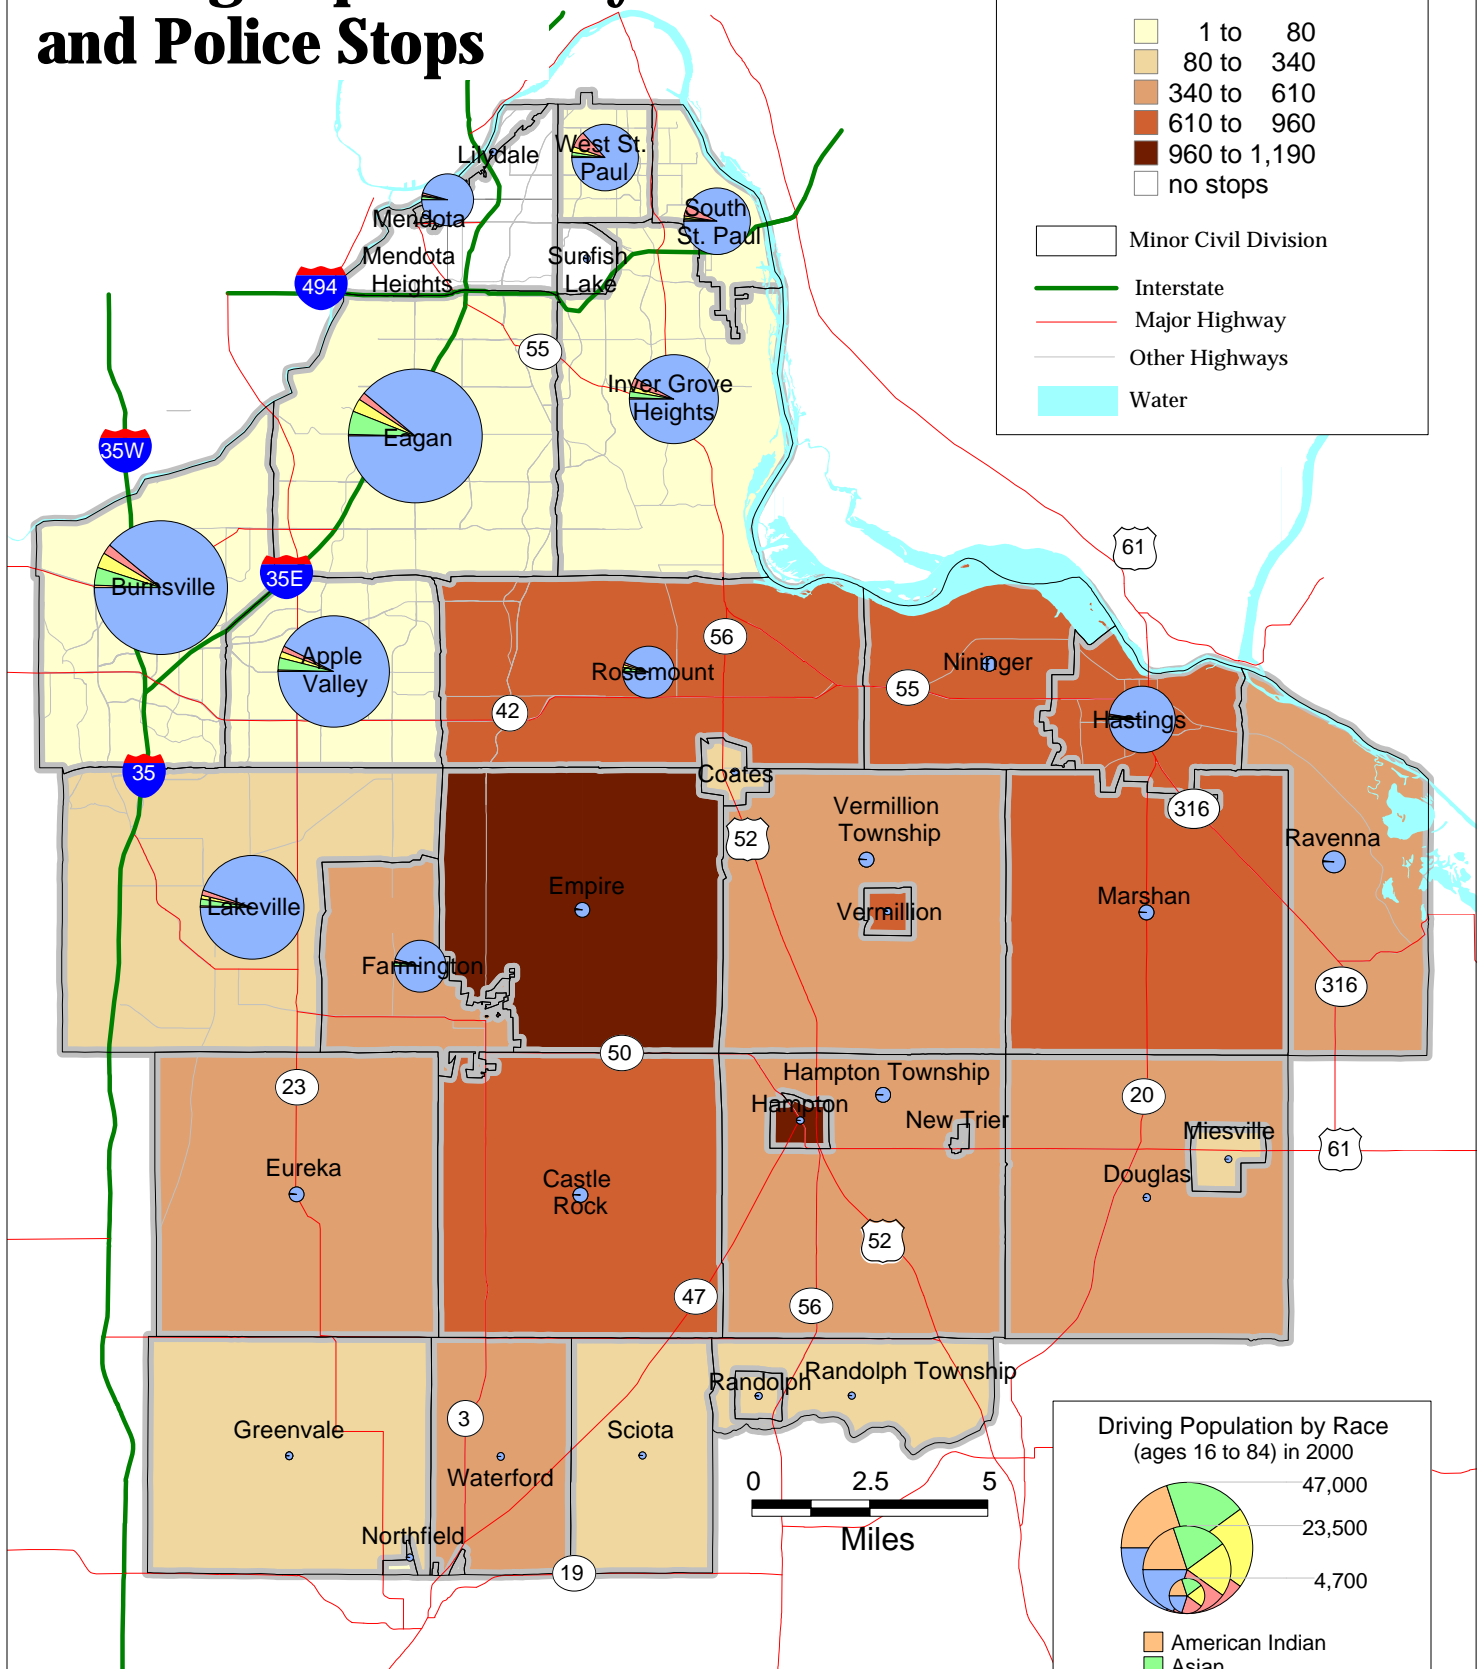 and Police Stops
1 to 80
80 to 340
340 to 610
610 to 960
960 to 1,190
no stops
Minor Civil Division
Interstate
Major Highway
Other Highways
Water
Lilydale
West St.
Paul
Mendota
South
St. Paul
Mendota
Heights
Sunfish
Lake
494
55
Inver Grove
Heights
Eagan
35W
61
35E
Burnsville
56
Apple
Valley
Rosemount
Nininger
55
42
Hastings
35
Coates
316
Vermillion
Township
52
Ravenna
Empire
Marshan
Lakeville
Vermillion
Farmington
316
50
Hampton Township
23
20
Hampton
New Trier
Miesville
61
Eureka
Castle
Rock
Douglas
52
47
56
Randolph
Randolph Township
3
Greenvale
Sciota
Waterford
Northfield
19
0 2.5 5
Miles
Driving Population by Race
(ages 16 to 84) in 2000
47,000
23,500
4,700
American Indian
Asian